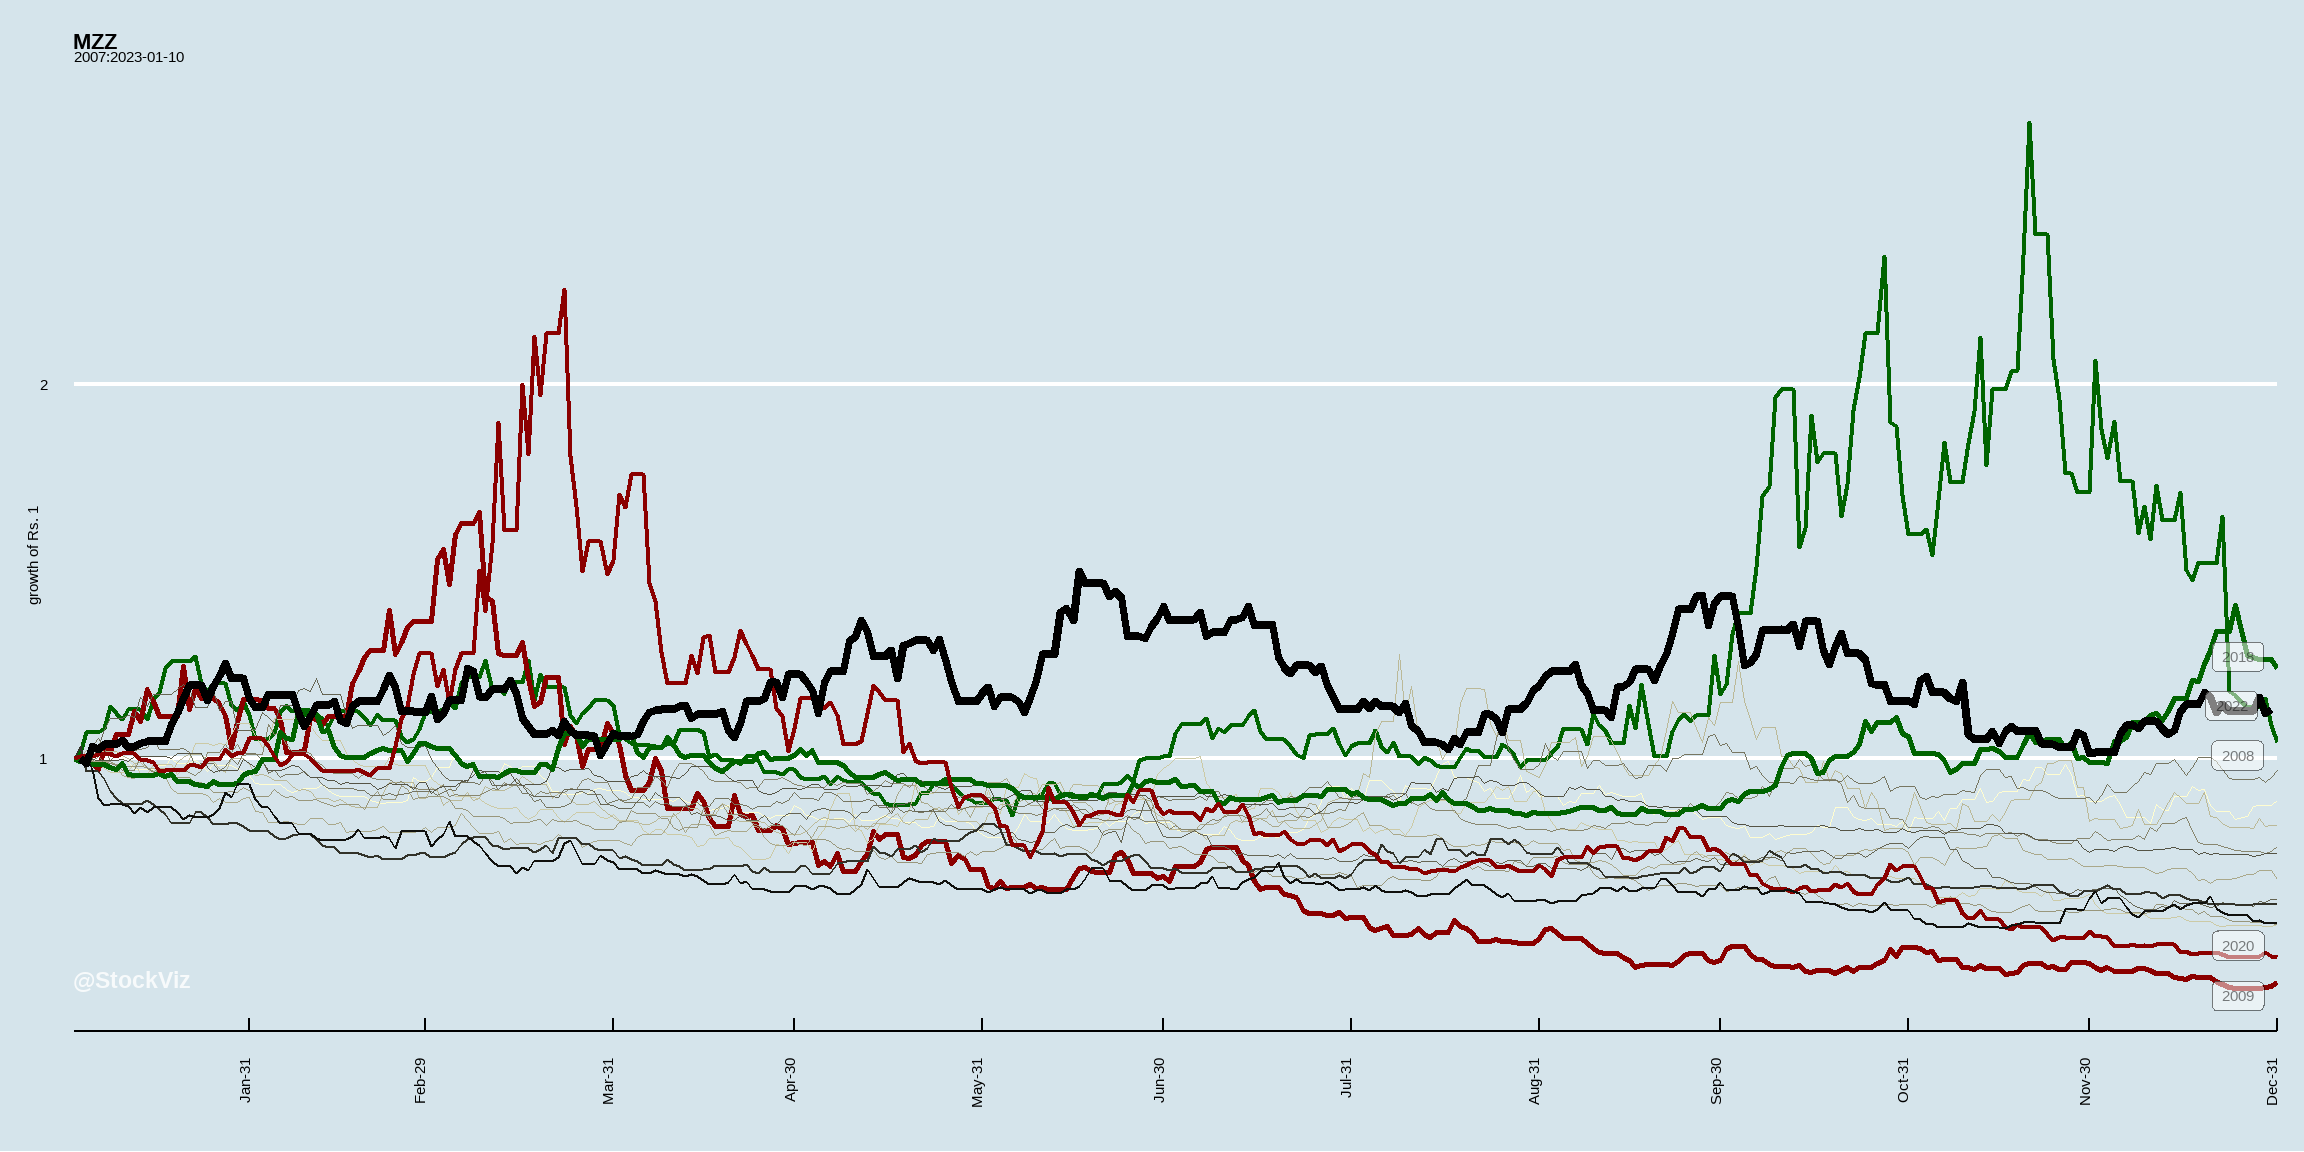 MZZ
2007:2023-01-10
2
growth of Rs. 1
1
2018
2022
2008
2020
2009
@StockViz
Jan-31
Feb-29
Mar-31
Apr-30
May-31
Jun-30
Jul-31
Aug-31
Sep-30
Oct-31
Nov-30
Dec-31